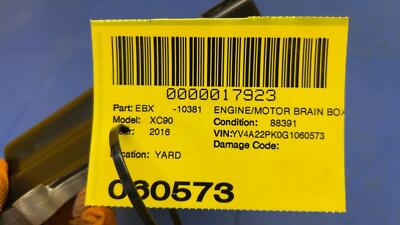 0000017923
Part: EBX -10381 ENGINE/MOTOR BRAIN BOX
Model: XC90 Condition: 88391
2016 VIN:YV4A22PK0G1060573
Damage Code:
YARD
060573